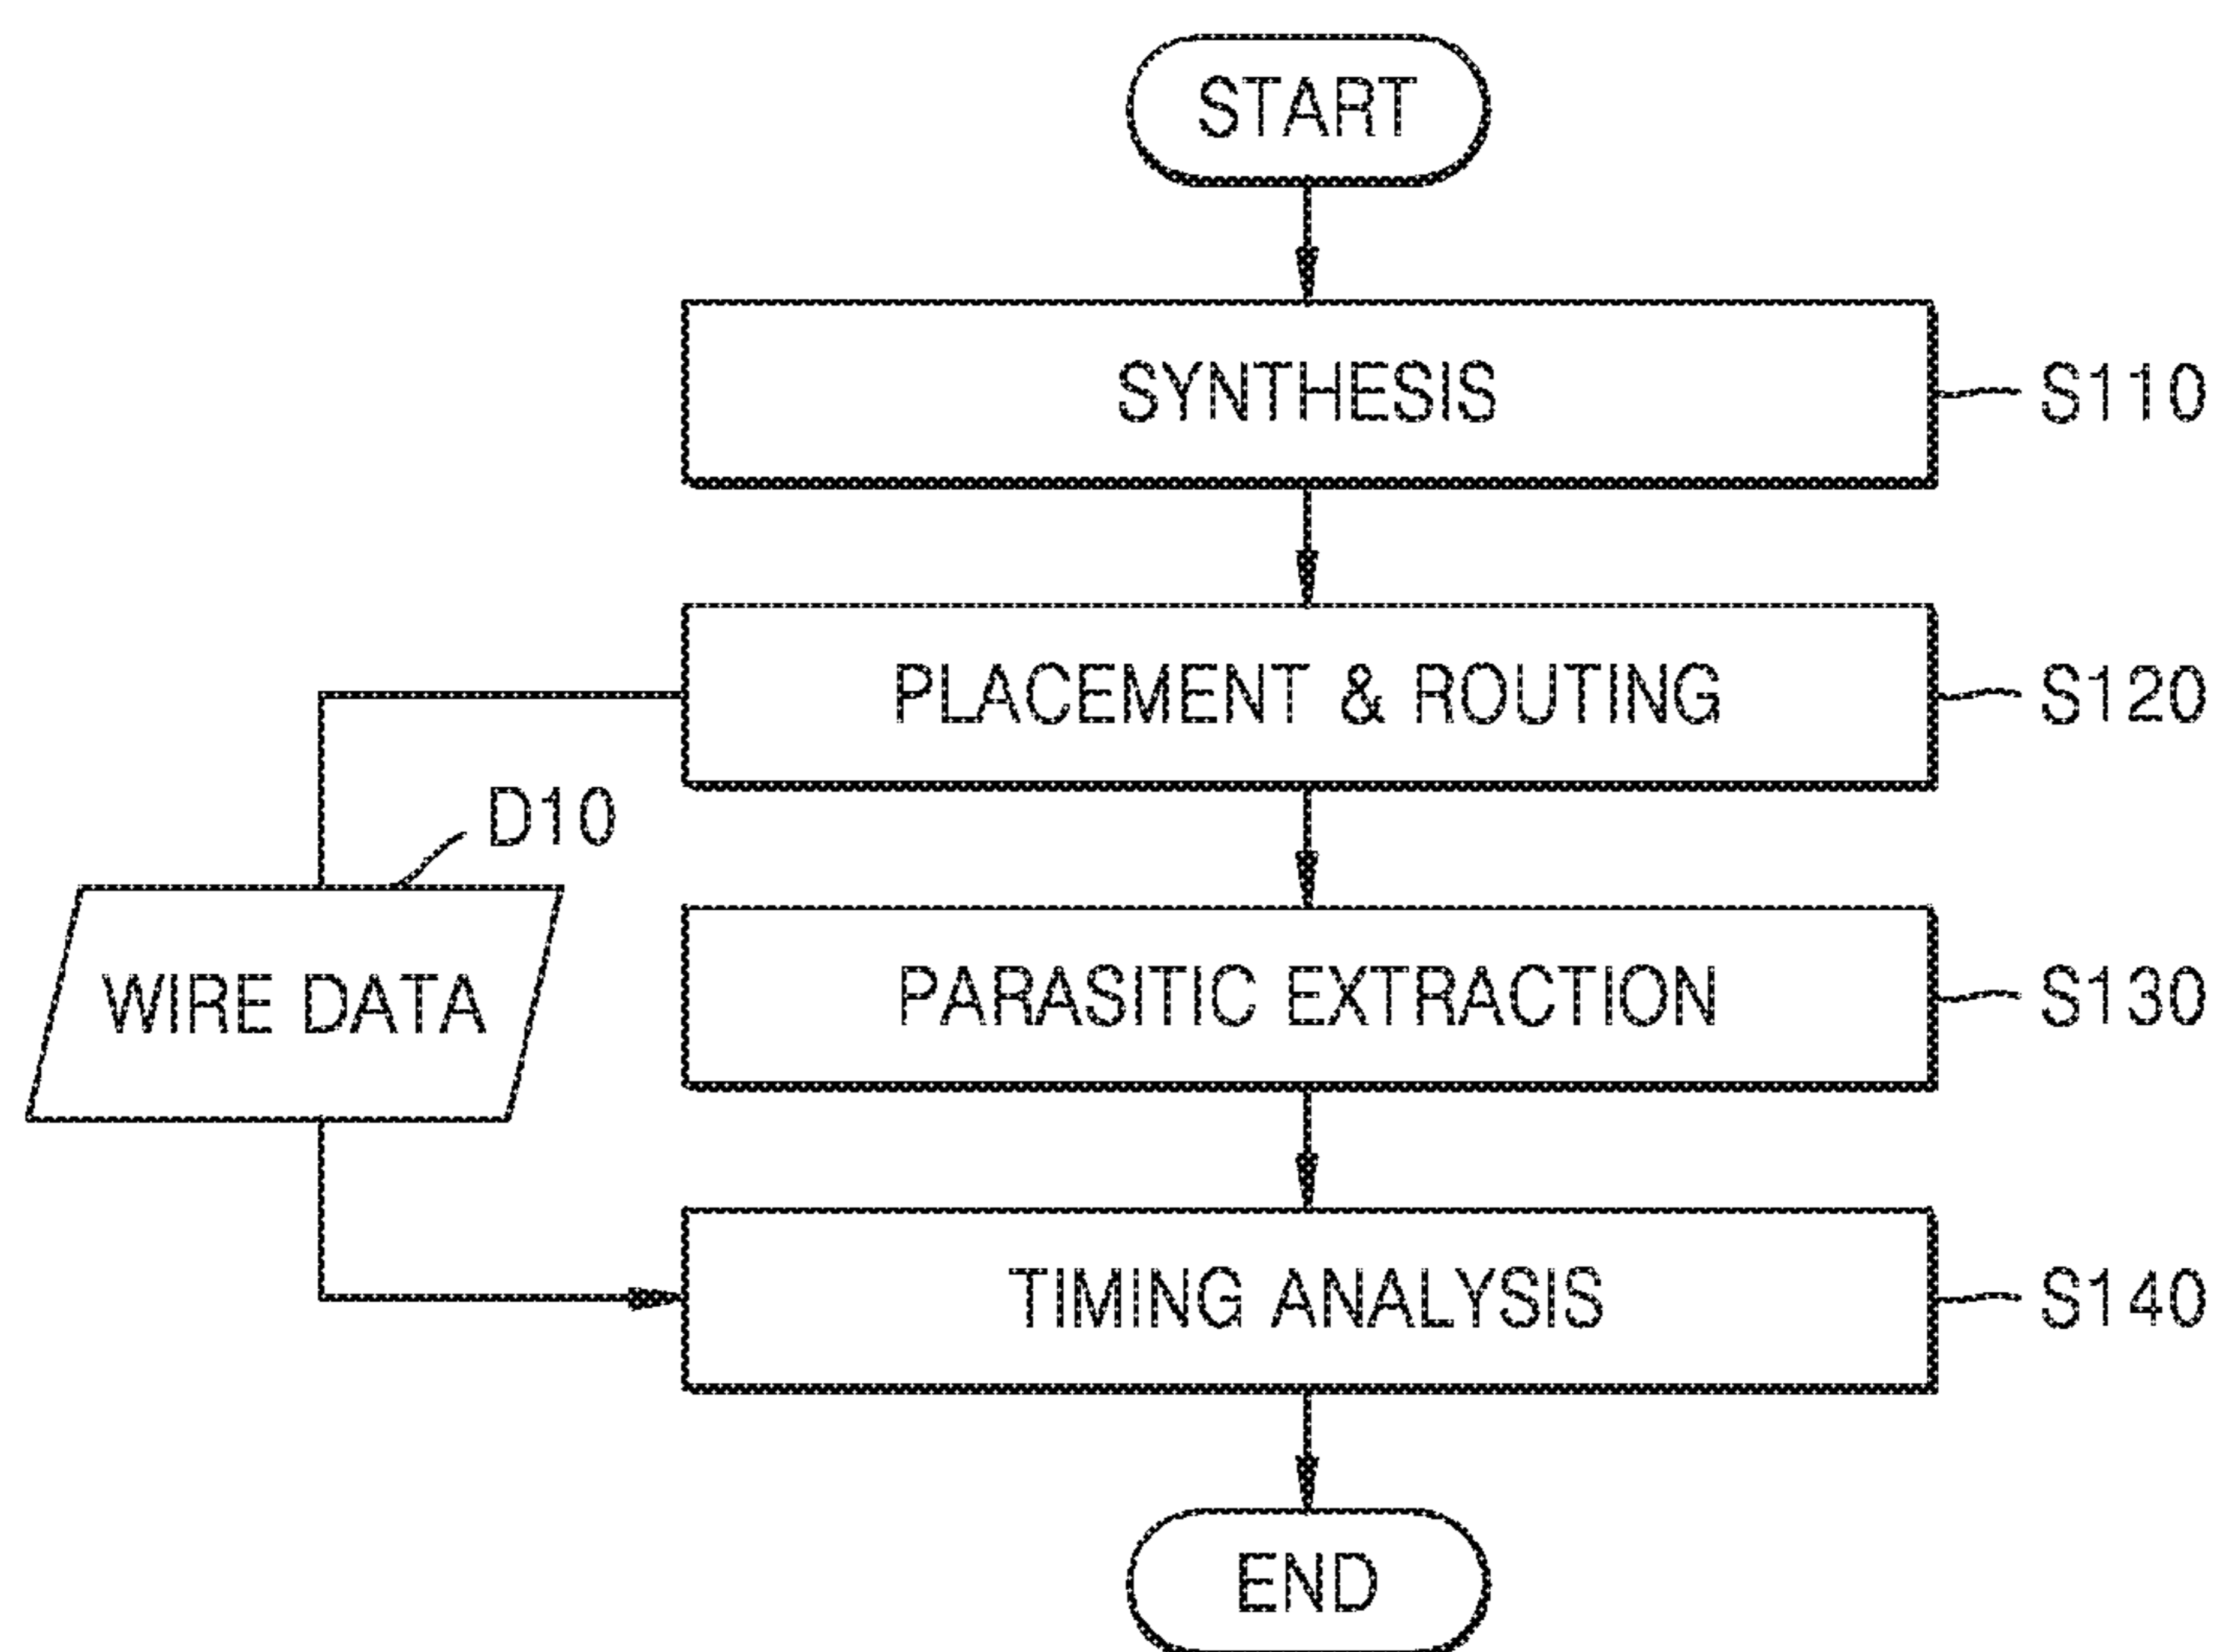 START
SYNTHESIS
S110
PLACEMENT & ROUTING
S120
D10
WIRE DATA
PARASITIC EXTRACTION
S130
TIMING ANALYSIS
S140
END